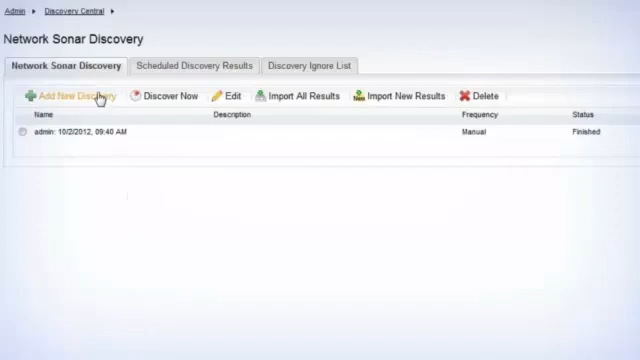 Admin Discovery Central
Network Sonar Discovery
Network Sonar Discovery Scheduled Discovery Results Discovery Ignore List
Add New Discovery Discover Now Edit Import All Results New Import New Results Delete
Name Description Frequency Status
admin: 10/2/2012, 09:40 AM Manual Finished